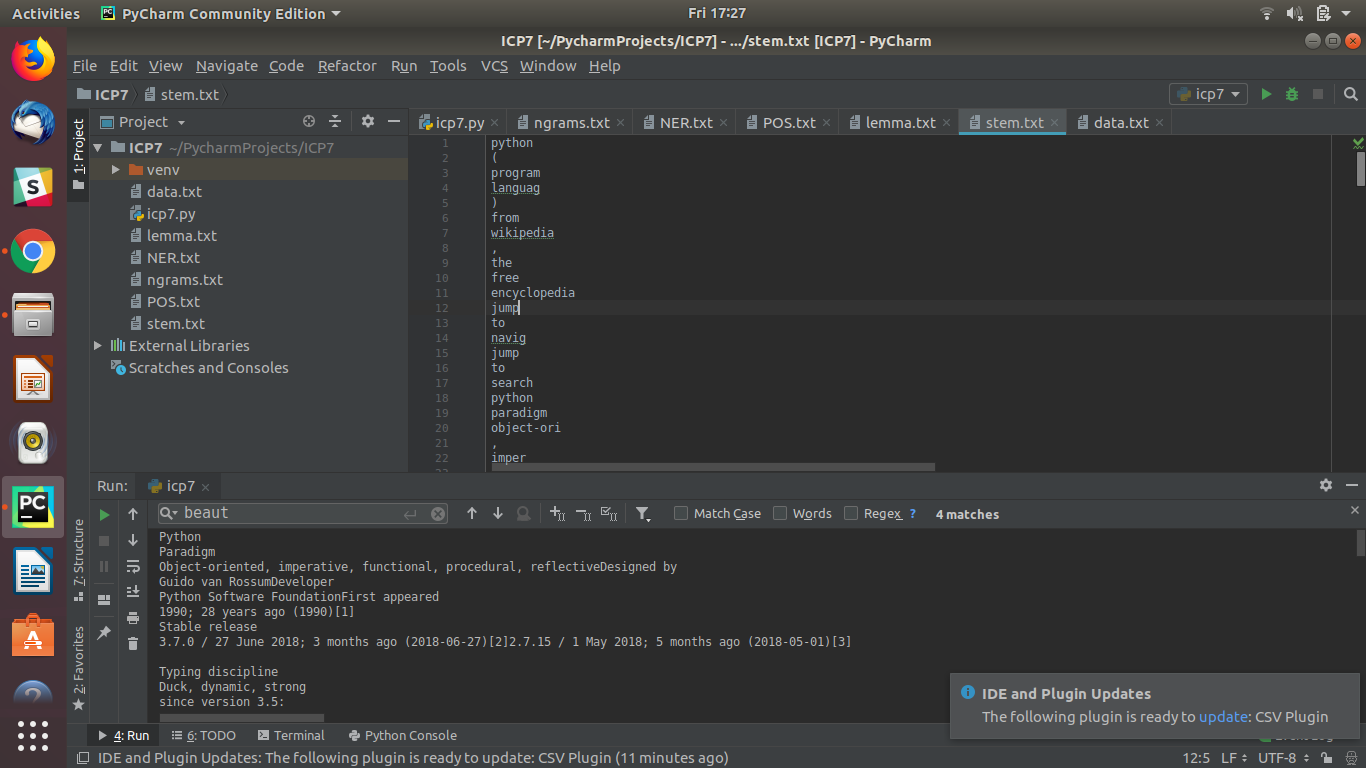 Activities PyCharm Community Edition Fri 17:27
ICP7 [~/PycharmProjects/ICP7] - .../stem.txt [ICP7] - PyCharm
File Edit View Navigate Code Refactor Run Tools VCS Window Help
ICP7 stem.txt icp7
1: Project
Project
icp7.py ngrams.txt NER.txt POS.txt lemma.txt stem.txt data.txt
ICP7 ~/PycharmProjects/ICP7
venv
data.txt
icp7.py
lemma.txt
NER.txt
ngrams.txt
POS.txt
stem.txt
External Libraries
Scratches and Consoles
1 python
2 (
3 program
4 languag
5 )
6 from
7 wikipedia
8 ,
9 the
10 free
11 encyclopedia
12 jump
13 to
14 navig
15 jump
16 to
17 search
18 python
19 paradigm
20 object-ori
21 ,
22 imper
Run: icp7
beaut Match Case Words Regex ? 4 matches
7: Structure
2: Favorites
Python
Paradigm
Object-oriented, imperative, functional, procedural, reflectiveDesigned by
Guido van RossumDeveloper
Python Software FoundationFirst appeared
1990; 28 years ago (1990)[1]
Stable release
3.7.0 / 27 June 2018; 3 months ago (2018-06-27)[2]2.7.15 / 1 May 2018; 5 months ago (2018-05-01)[3]
Typing discipline
Duck, dynamic, strong
since version 3.5:
IDE and Plugin Updates
The following plugin is ready to update: CSV Plugin
4: Run 6: TODO Terminal Python Console
IDE and Plugin Updates: The following plugin is ready to update: CSV Plugin (11 minutes ago) 12:5 LF UTF-8